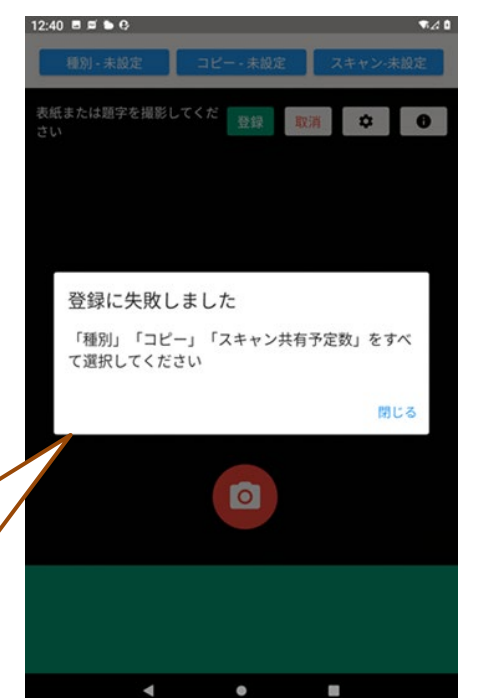 12:40
種別 - 未設定
コピー - 未設定
スキャン-未設定
表紙または題字を撮影してくだ
さい
登録
取消
登録に失敗しました
「種別」「コピー」「スキャン共有予定数」をすべ
て選択してください
閉じる